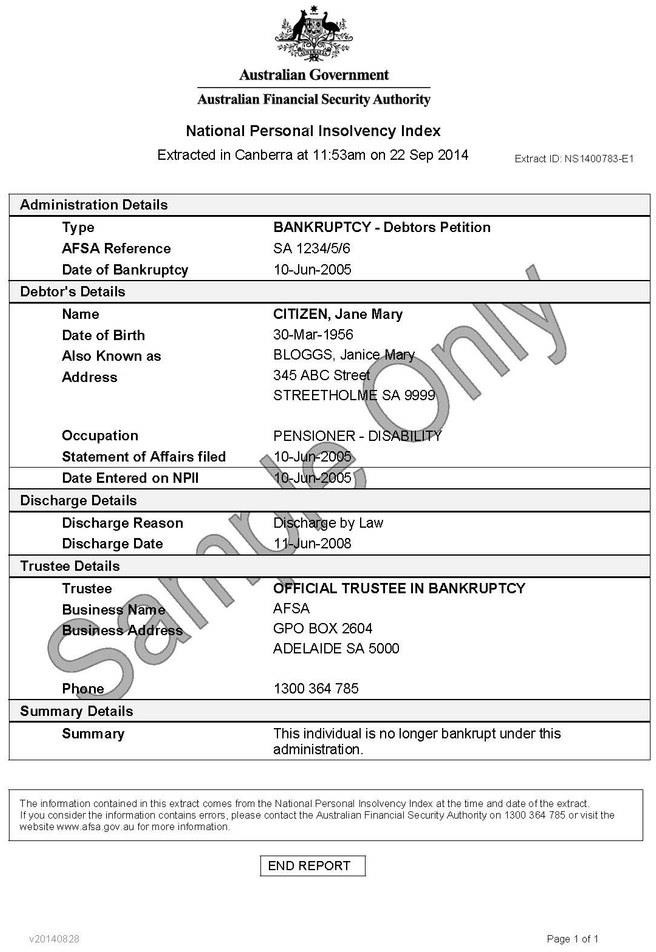 AUSTRALIA
Australian Government
Australian Financial Security Authority
National Personal Insolvency Index
Extracted in Canberra at 11:53am on 22 Sep 2014
Extract ID: NS1400783-E1
Administration Details
Type BANKRUPTCY - Debtors Petition
AFSA Reference SA 1234/5/6
Date of Bankruptcy 10-Jun-2005
Debtor's Details
Name CITIZEN, Jane Mary
Date of Birth 30-Mar-1956
Also Known as BLOGGS, Janice Mary
Address 345 ABC Street
STREETHOLME SA 9999
Occupation PENSIONER - DISABILITY
Statement of Affairs filed 10-Jun-2005
Date Entered on NPII 10-Jun-2005
Discharge Details
Discharge Reason Discharge by Law
Discharge Date 11-Jun-2008
Trustee Details
Trustee OFFICIAL TRUSTEE IN BANKRUPTCY
Business Name AFSA
Business Address GPO BOX 2604
ADELAIDE SA 5000
Phone 1300 364 785
Summary Details
Summary This individual is no longer bankrupt under this
administration.
Sample Only
The information contained in this extract comes from the National Personal Insolvency Index at the time and date of the extract.
If you consider the information contains errors, please contact the Australian Financial Security Authority on 1300 364 785 or visit the
website www.afsa.gov.au for more information.
END REPORT
v20140828
Page 1 of 1